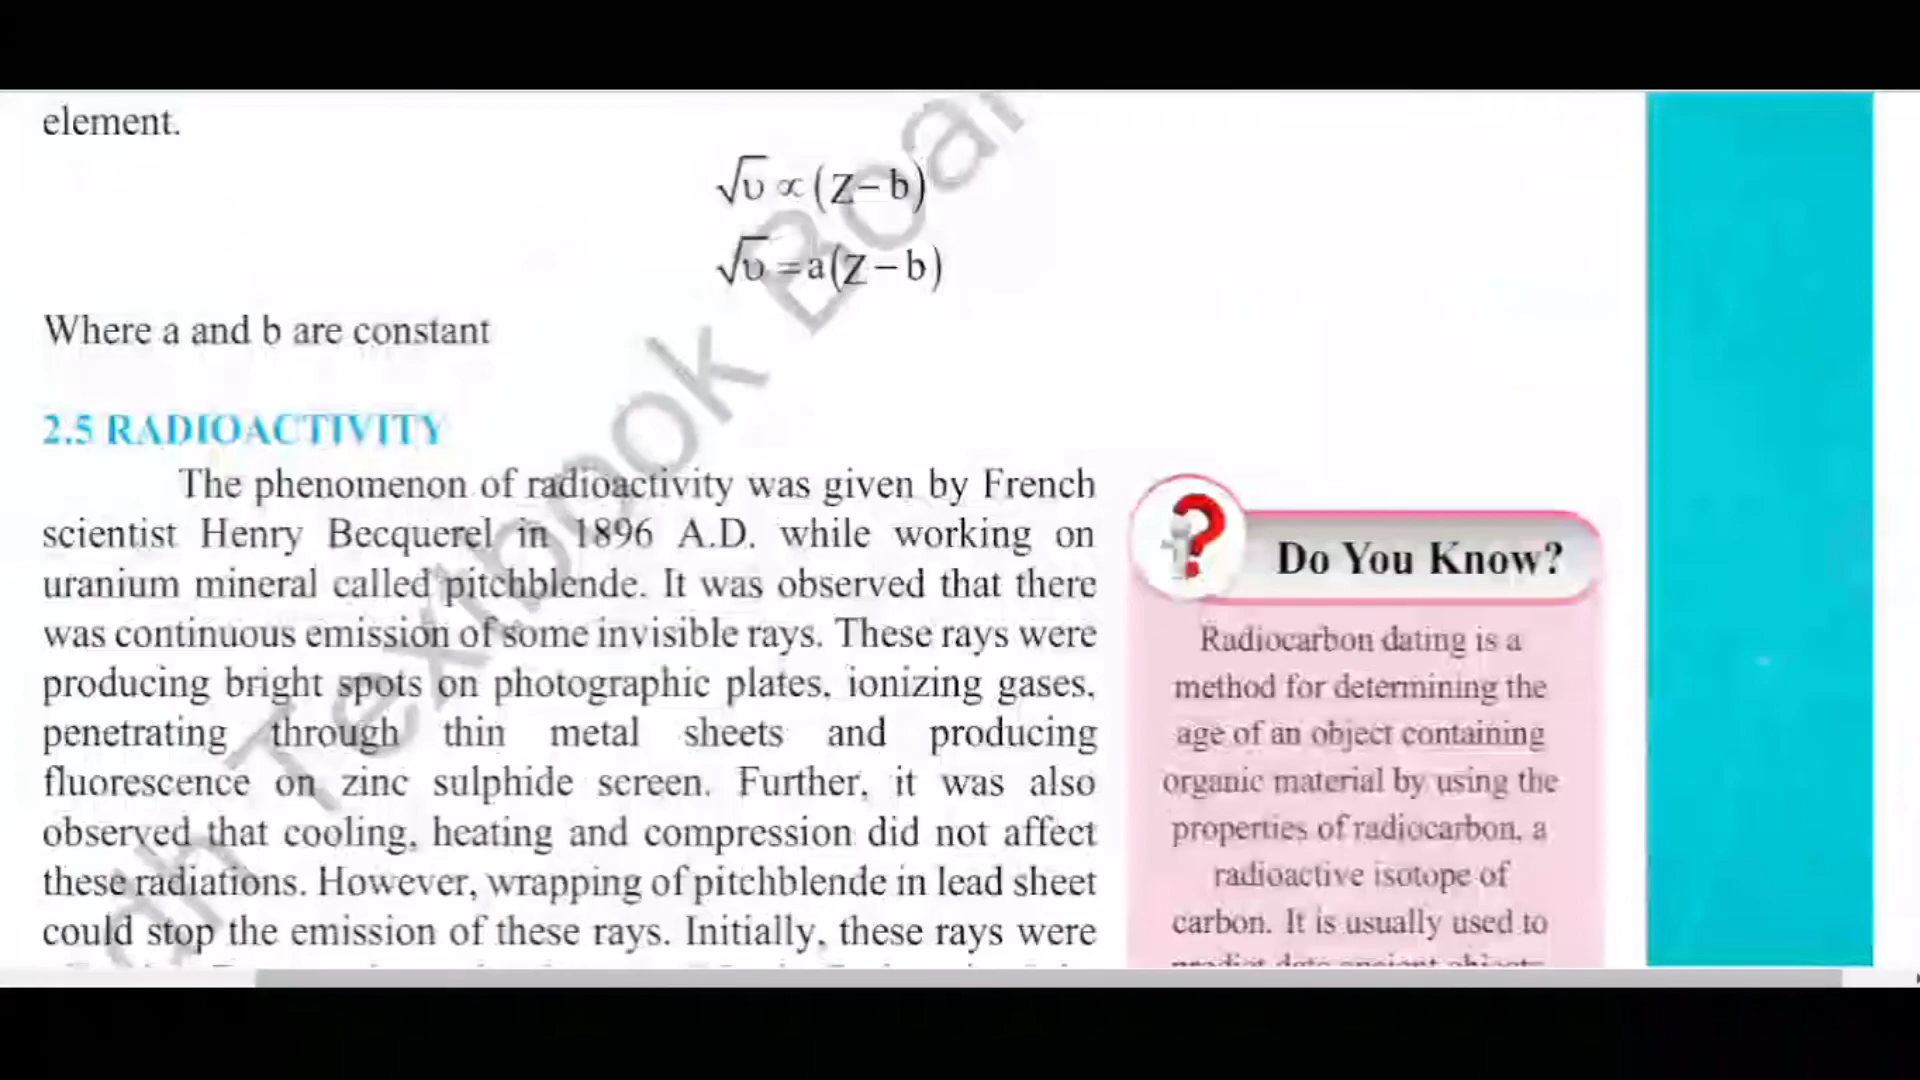 element.
√υ ∝ (Z – b)
√υ = a(Z – b)
Where a and b are constant
2.5 RADIOACTIVITY
The phenomenon of radioactivity was given by French
scientist Henry Becquerel in 1896 A.D. while working on
uranium mineral called pitchblende. It was observed that there
was continuous emission of some invisible rays. These rays were
producing bright spots on photographic plates, ionizing gases,
penetrating through thin metal sheets and producing
fluorescence on zinc sulphide screen. Further, it was also
observed that cooling, heating and compression did not affect
these radiations. However, wrapping of pitchblende in lead sheet
could stop the emission of these rays. Initially, these rays were
Do You Know?
Radiocarbon dating is a
method for determining the
age of an object containing
organic material by using the
properties of radiocarbon, a
radioactive isotope of
carbon. It is usually used to
Textbook